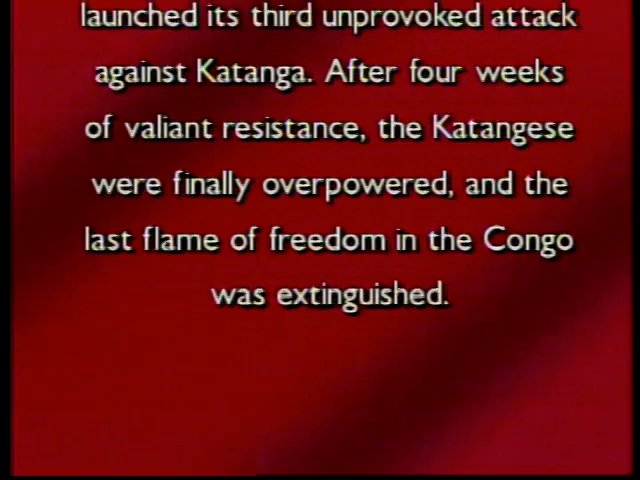 launched its third unprovoked attack
against Katanga. After four weeks
of valiant resistance, the Katangese
were finally overpowered, and the
last flame of freedom in the Congo
was extinguished.